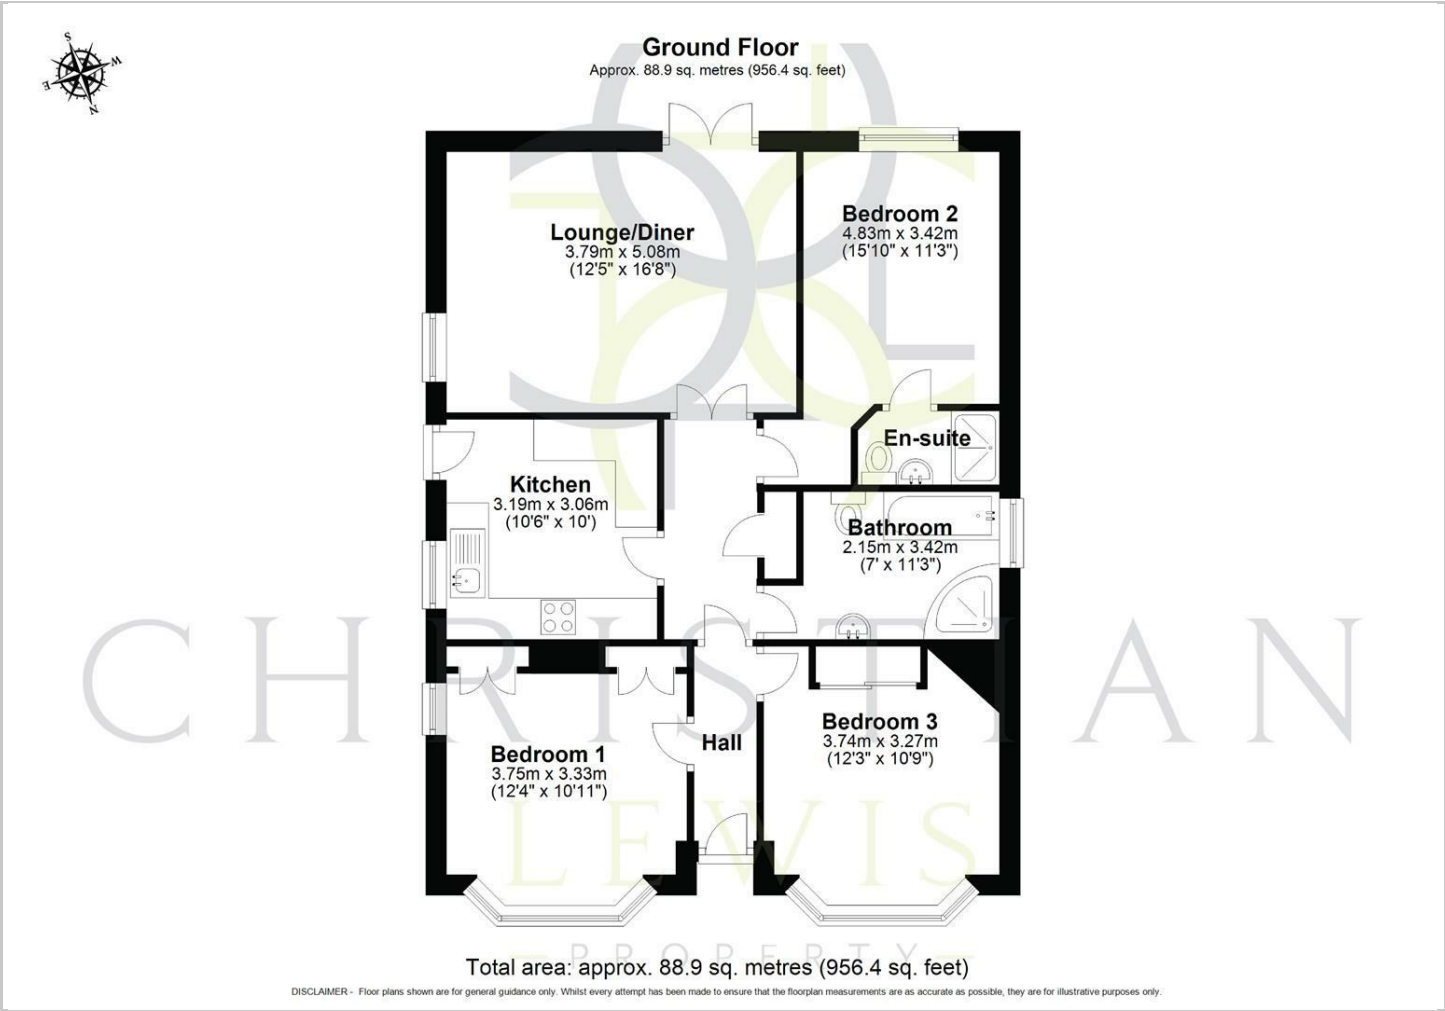 Ground Floor
Approx. 88.9 sq. metres (956.4 sq. feet)
S
W
E
N
Lounge/Diner
3.79m x 5.08m
(12'5" x 16'8")
Bedroom 2
4.83m x 3.42m
(15'10" x 11'3")
En-suite
Kitchen
3.19m x 3.06m
(10'6" x 10')
Bathroom
2.15m x 3.42m
(7' x 11'3")
CHRISTIAN
Bedroom 1
3.75m x 3.33m
(12'4" x 10'11")
Hall
Bedroom 3
3.74m x 3.27m
(12'3" x 10'9")
LEWIS
PROPERTY
Total area: approx. 88.9 sq. metres (956.4 sq. feet)
DISCLAIMER - Floor plans shown are for general guidance only. Whilst every attempt has been made to ensure that the floorplan measurements are as accurate as possible, they are for illustrative purposes only.